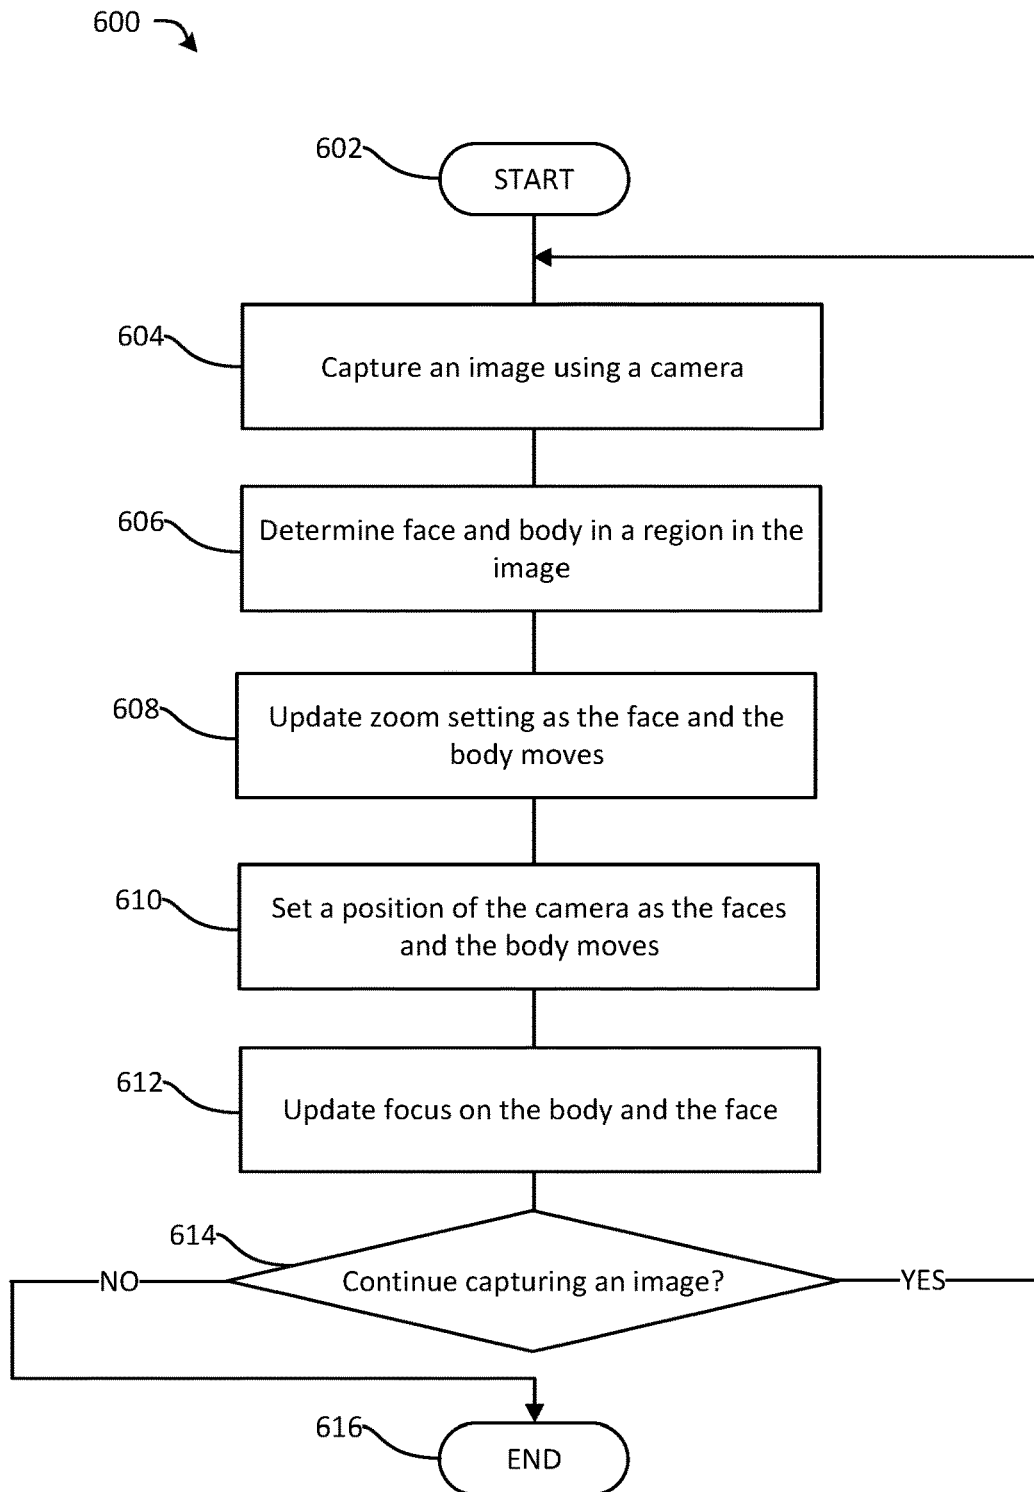 600
602
START
604
Capture an image using a camera
606
Determine face and body in a region in the
image
608
Update zoom setting as the face and the
body moves
610
Set a position of the camera as the faces
and the body moves
612
Update focus on the body and the face
614
NO
Continue capturing an image?
YES
616
END